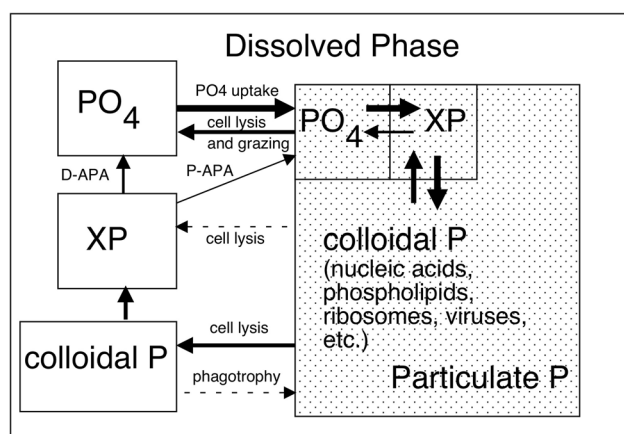 Dissolved Phase
PO4
PO4 uptake
cell lysis
and grazing
PO4
XP
D-APA
P-APA
XP
cell lysis
colloidal P
(nucleic acids,
phospholipids,
ribosomes, viruses,
etc.)
colloidal P
cell lysis
phagotrophy
Particulate P